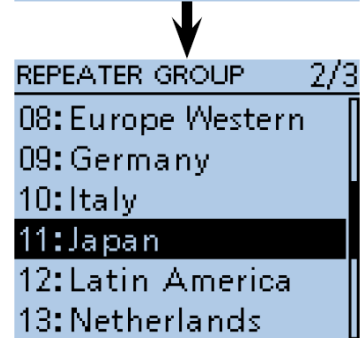 REPEATER GROUP 2/3
08:Europe Western
09:Germany
10:Italy
11:Japan
12:Latin America
13:Netherlands